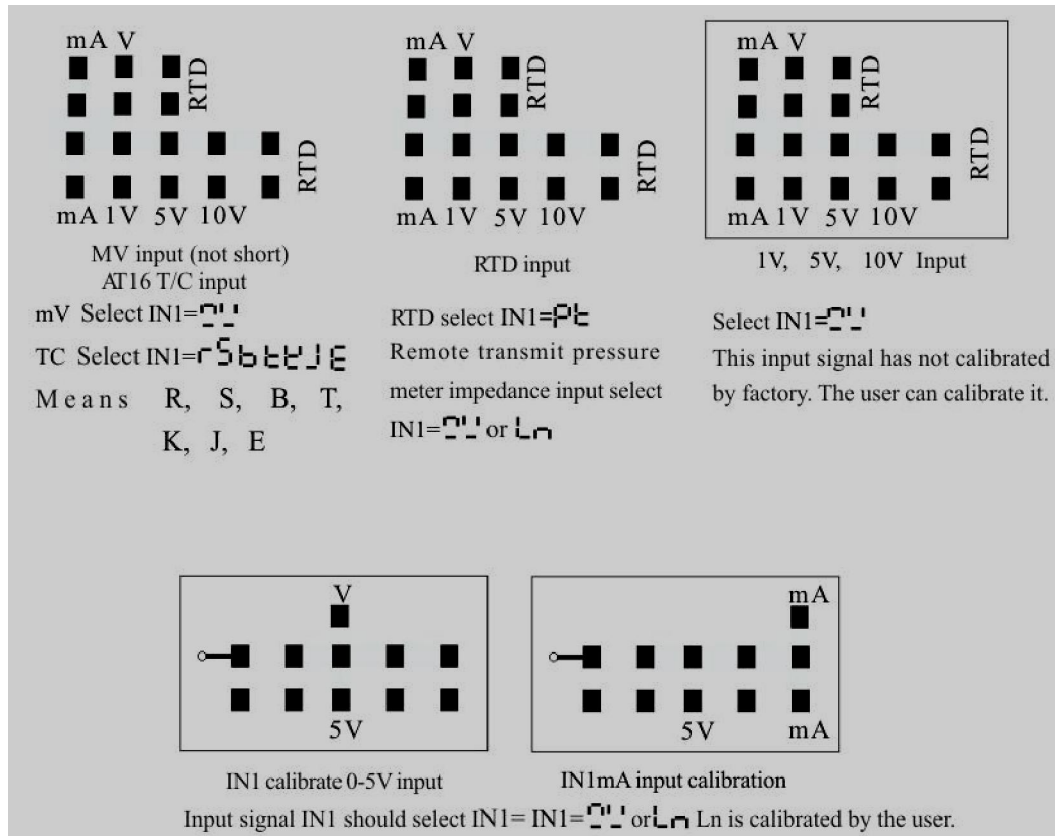 mA V
RTD
RTD
mA 1V 5V 10V
MV input (not short)
AT16 T/C input
mV Select IN1=
TC Select IN1=rSbttKJE
Means R, S, B, T,
K, J, E
mA V
RTD
RTD
mA 1V 5V 10V
RTD input
RTD select IN1=Pt
Remote transmit pressure
meter impedance input select
IN1= or Ln
mA V
RTD
RTD
mA 1V 5V 10V
1V, 5V, 10V Input
Select IN1=
This input signal has not calibrated
by factory. The user can calibrate it.
V
5V
IN1 calibrate 0-5V input
mA
5V mA
IN1mA input calibration
Input signal IN1 should select IN1= IN1= or Ln Ln is calibrated by the user.